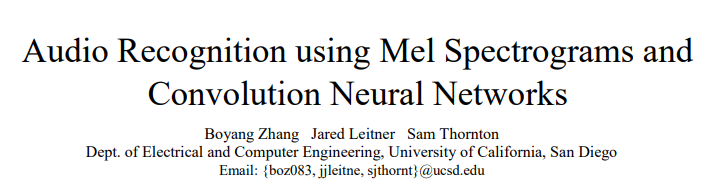 Audio Recognition using Mel Spectrograms and
Convolution Neural Networks
Boyang Zhang Jared Leitner Sam Thornton
Dept. of Electrical and Computer Engineering, University of California, San Diego
Email: {boz083, jjleitne, sjthornt}@ucsd.edu